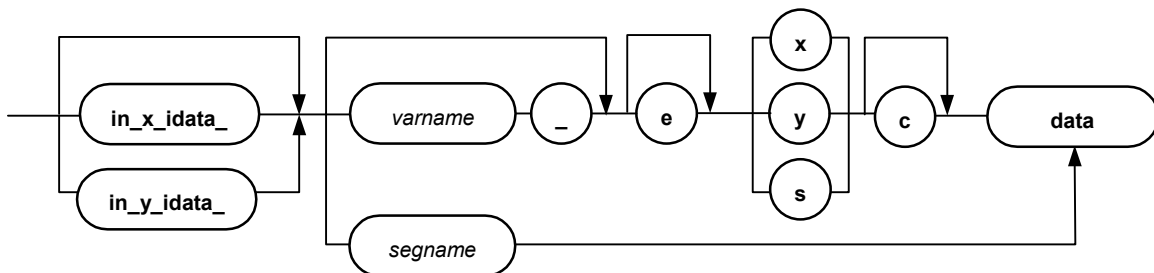 x
in_x_idata_
varname
_
e
y
c
data
in_y_idata_
s
segname